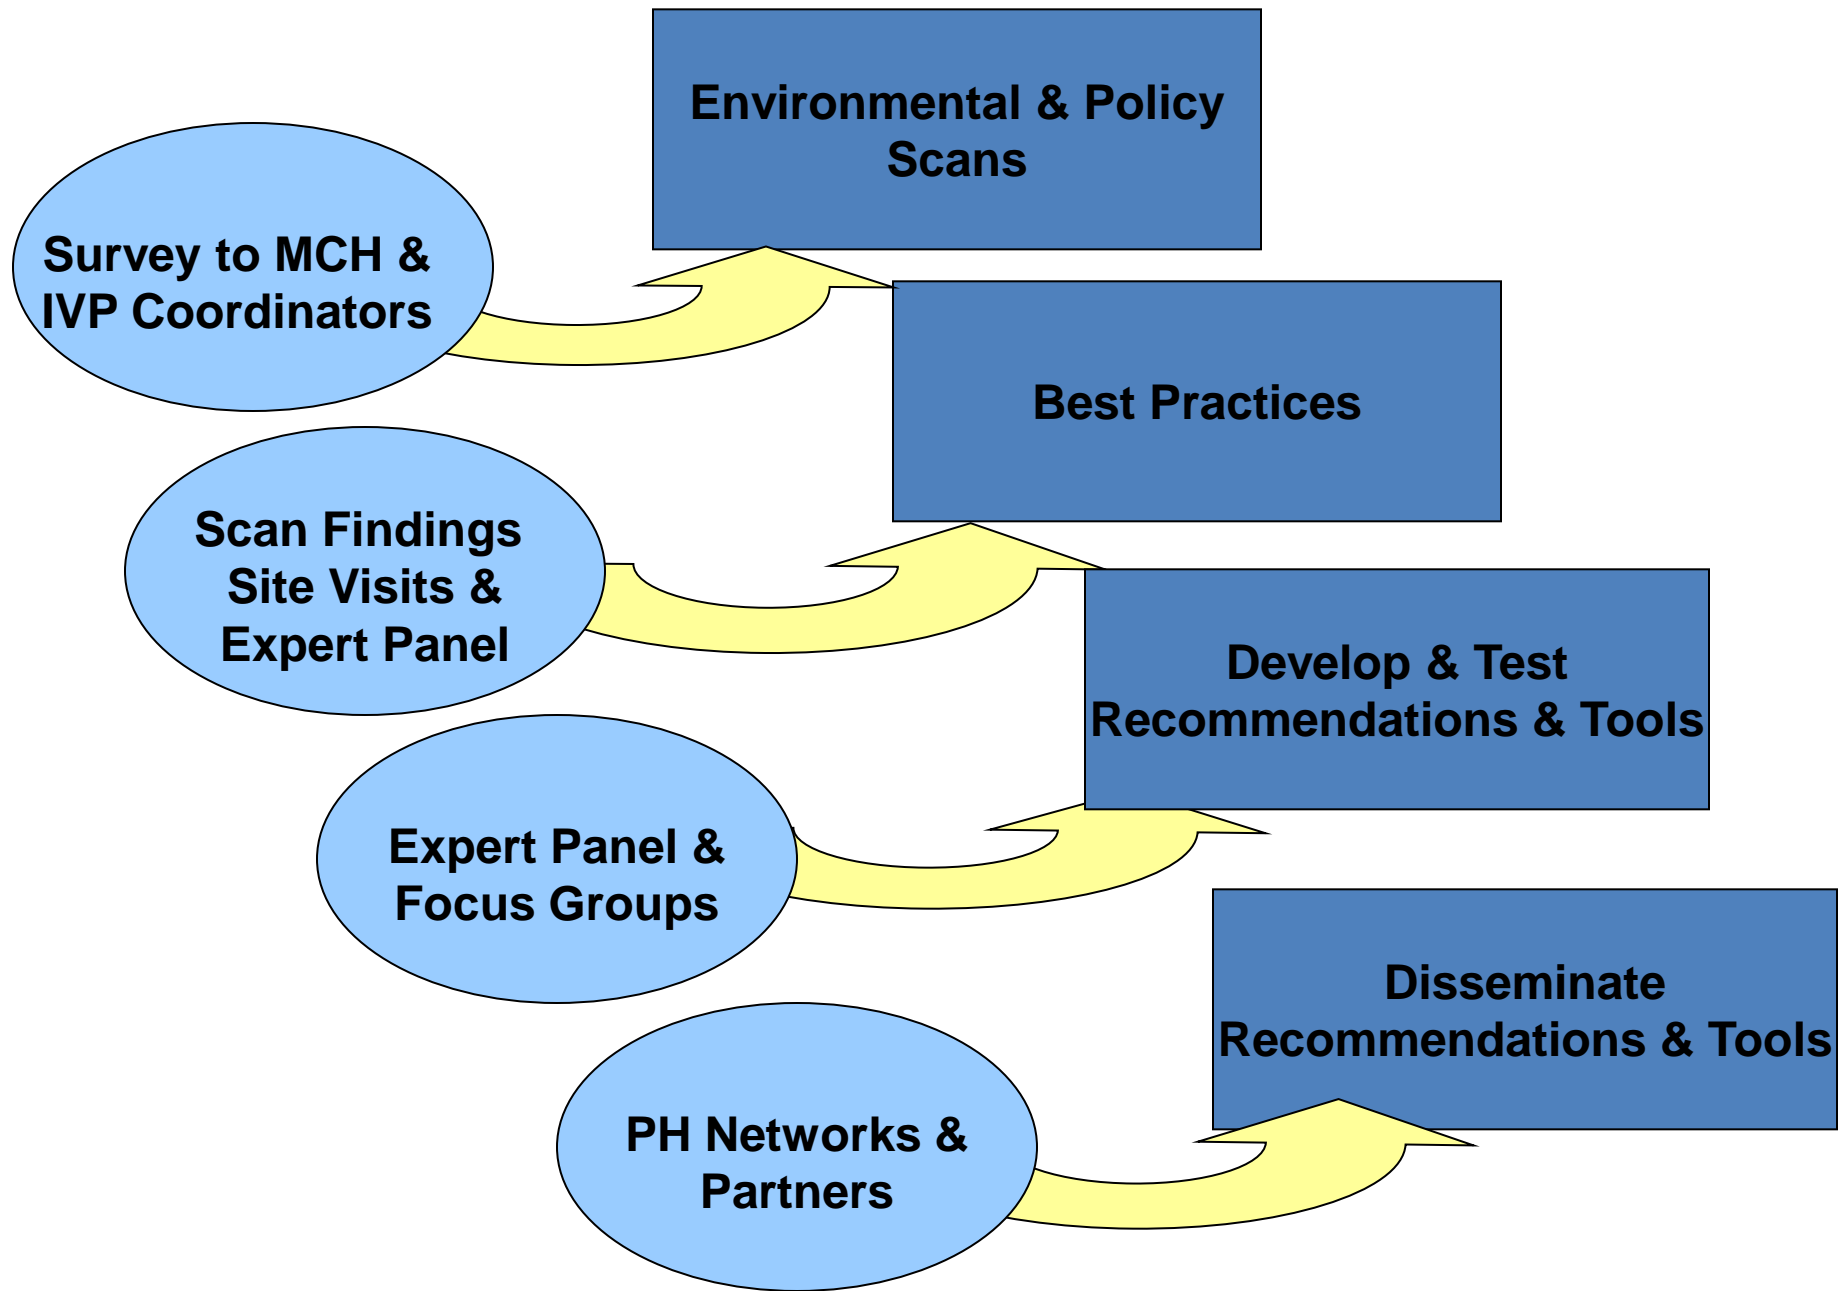 Environmental & Policy
Scans
Survey to MCH &
IVP Coordinators
Best Practices
Scan Findings
Site Visits &
Expert Panel
Develop & Test
Recommendations & Tools
Expert Panel &
Focus Groups
Disseminate
Recommendations & Tools
PH Networks &
Partners